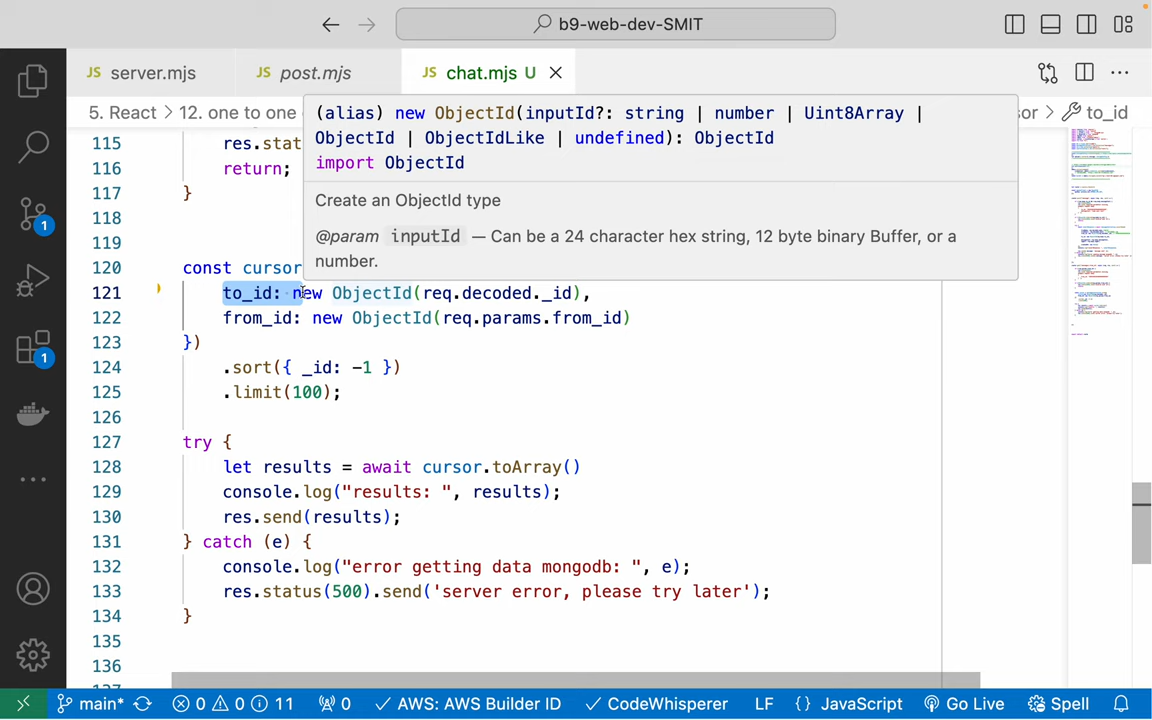 b9-web-dev-SMIT
JS server.mjs JS post.mjs JS chat.mjs U
5. React > 12. one to one sor > to_id
(alias) new ObjectId(inputId?: string | number | Uint8Array |
ObjectId | ObjectIdLike | undefined): ObjectId
import ObjectId
Create an ObjectId type
@param inputId — Can be a 24 character hex string, 12 byte binary Buffer, or a
number.
115 res.stat
116 return;
117 }
118
119
120 const cursor
121 to_id: new ObjectId(req.decoded._id),
122 from_id: new ObjectId(req.params.from_id)
123 })
124 .sort({ _id: -1 })
125 .limit(100);
126
127 try {
128 let results = await cursor.toArray()
129 console.log("results: ", results);
130 res.send(results);
131 } catch (e) {
132 console.log("error getting data mongodb: ", e);
133 res.status(500).send('server error, please try later');
134 }
135
136
1
1
main* 0 0 11 0 AWS: AWS Builder ID CodeWhisperer LF {} JavaScript Go Live Spell